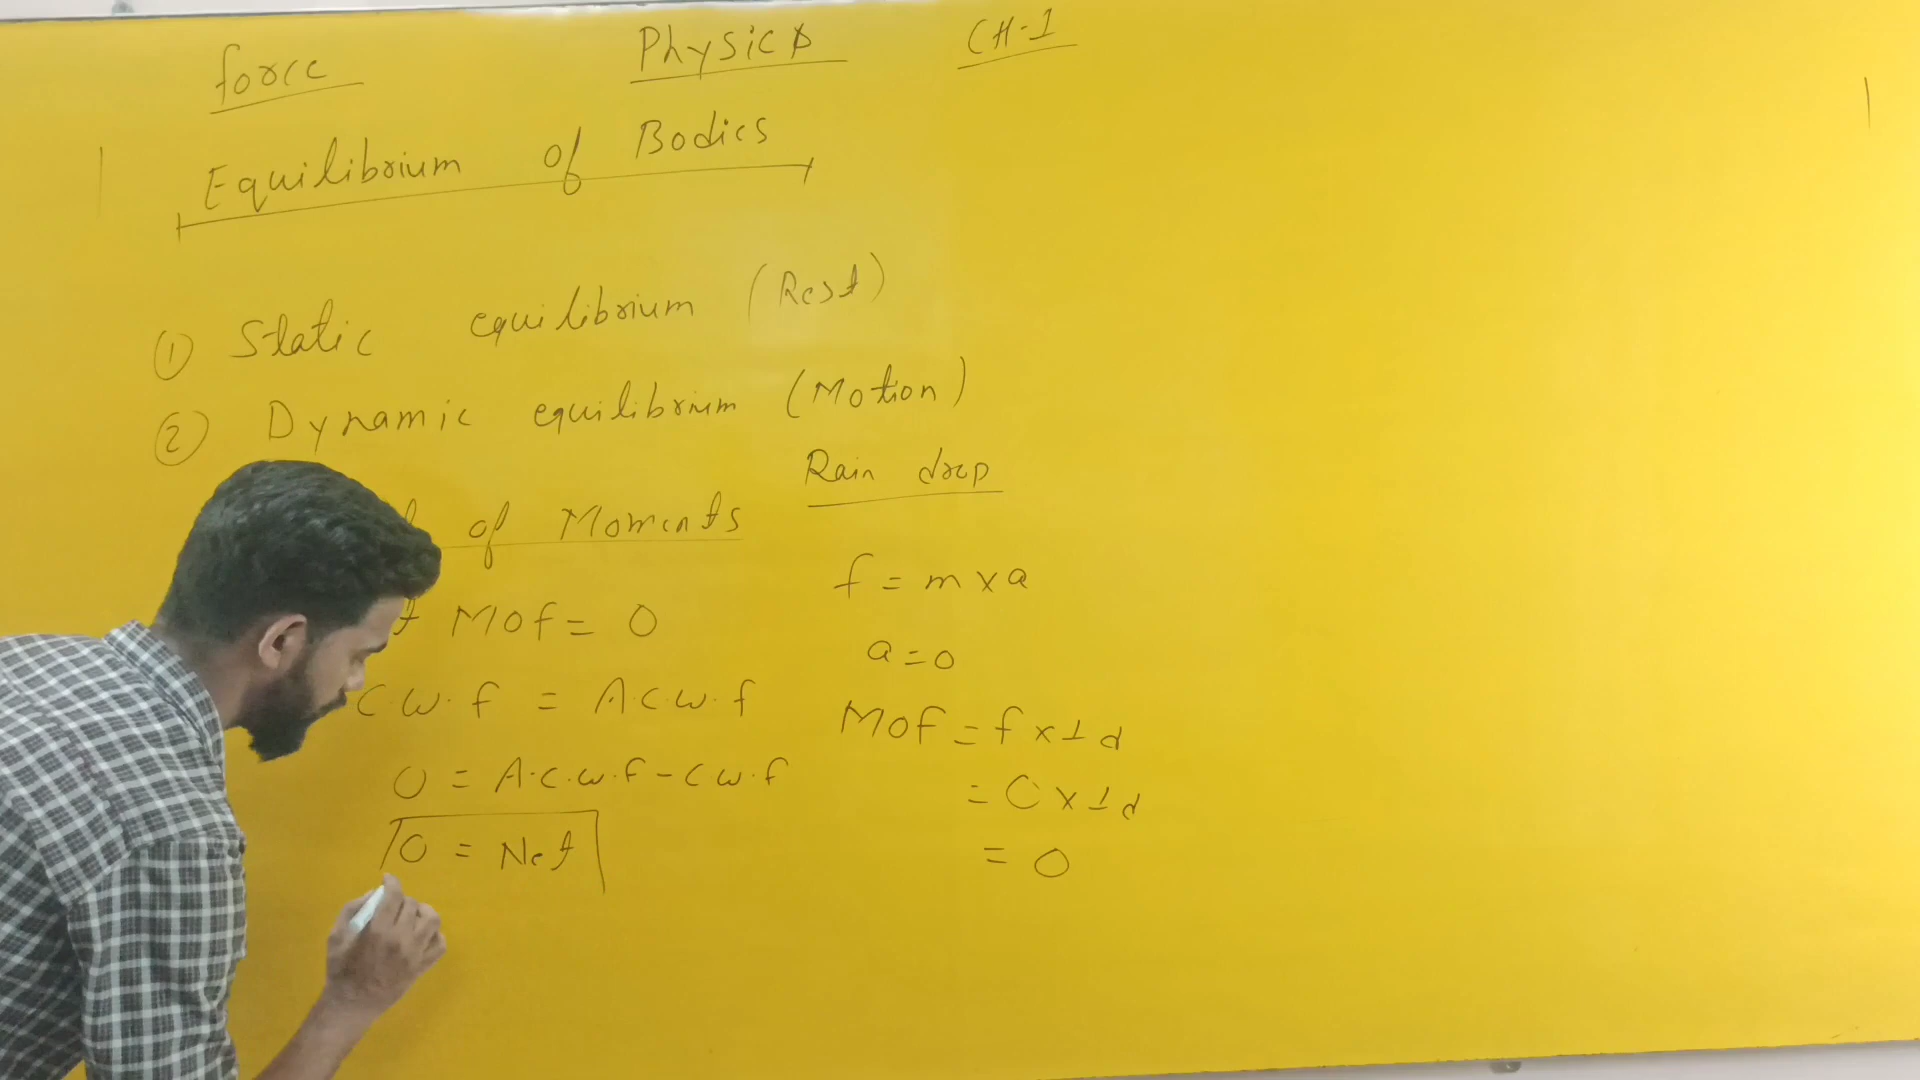 force Physics CH-1
Equilibrium of Bodies
① Static equilibrium (Rest)
② Dynamic equilibrium (Motion)
Rain drop
of Moments
f = m x a
Mof = 0
a = 0
C.W.f = A.C.W.f
Mof = f x ⊥ d
0 = A.C.W.f - C W.f
= 0 x ⊥ d
0 = Net
= 0